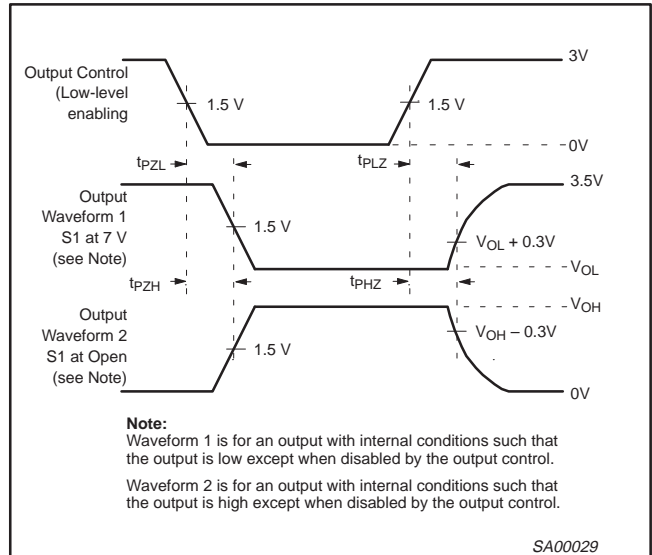 3V
Output Control
(Low-level
enabling
1.5 V
1.5 V
0V
tPZL
tPLZ
3.5V
Output
Waveform 1
S1 at 7 V
(see Note)
1.5 V
VOL + 0.3V
VOL
tPZH
tPHZ
VOH
Output
Waveform 2
S1 at Open
(see Note)
1.5 V
VOH – 0.3V
0V
Note:
Waveform 1 is for an output with internal conditions such that
the output is low except when disabled by the output control.
Waveform 2 is for an output with internal conditions such that
the output is high except when disabled by the output control.
SA00029